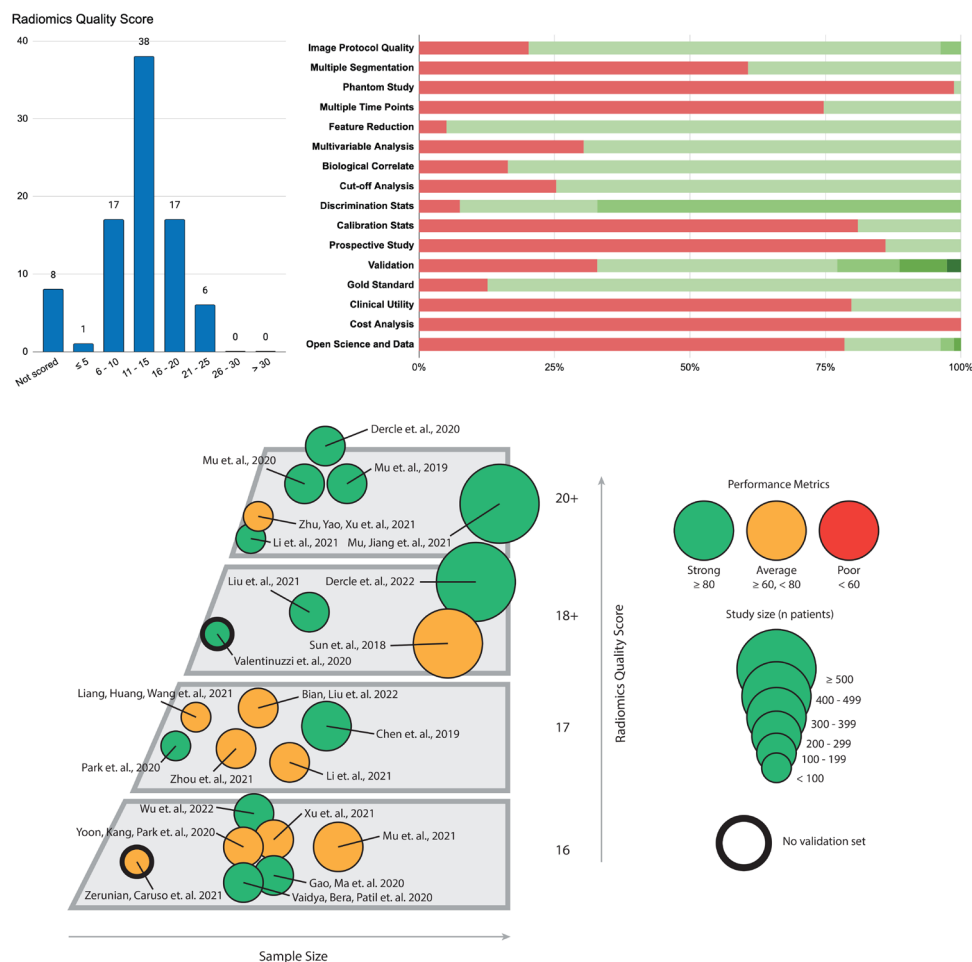 Radiomics Quality Score
40
30
20
10
0
8
1
17
38
17
6
0
0
Not scored
≤ 5
6 - 10
11 - 15
16 - 20
21 - 25
26 - 30
> 30
Image Protocol Quality
Multiple Segmentation
Phantom Study
Multiple Time Points
Feature Reduction
Multivariable Analysis
Biological Correlate
Cut-off Analysis
Discrimination Stats
Calibration Stats
Prospective Study
Validation
Gold Standard
Clinical Utility
Cost Analysis
Open Science and Data
0%
25%
50%
75%
100%
Dercle et. al., 2020
Mu et. al., 2020
Mu et. al., 2019
Zhu, Yao, Xu et. al., 2021
Li et. al., 2021
Mu, Jiang et. al., 2021
20+
Liu et. al., 2021
Dercle et. al., 2022
Sun et. al., 2018
Valentinuzzi et. al., 2020
18+
Liang, Huang, Wang et. al., 2021
Bian, Liu et. al. 2022
Chen et. al., 2019
Park et. al., 2020
Zhou et. al., 2021
Li et. al., 2021
17
Wu et. al., 2022
Xu et. al., 2021
Yoon, Kang, Park et. al., 2020
Mu et. al., 2021
Gao, Ma et. al. 2020
Zerunian, Caruso et. al. 2021
Vaidya, Bera, Patil et. al. 2020
16
Sample Size
Radiomics Quality Score
Performance Metrics
Strong
≥ 80
Average
≥ 60, < 80
Poor
< 60
Study size (n patients)
≥ 500
400 - 499
300 - 399
200 - 299
100 - 199
< 100
No validation set